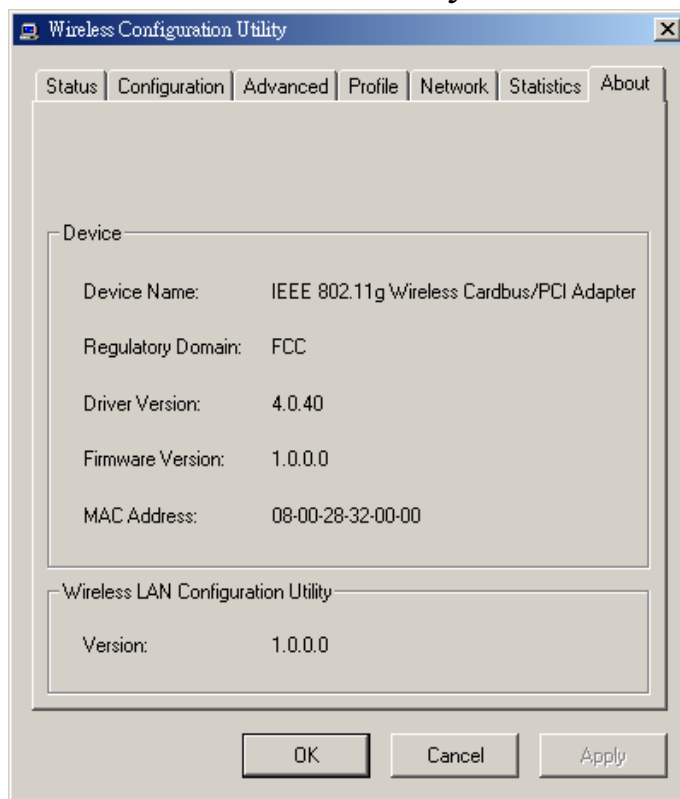 Wireless Configuration Utility
Status Configuration Advanced Profile Network Statistics About
Device
Device Name: IEEE 802.11g Wireless Cardbus/PCI Adapter
Regulatory Domain: FCC
Driver Version: 4.0.40
Firmware Version: 1.0.0.0
MAC Address: 08-00-28-32-00-00
Wireless LAN Configuration Utility
Version: 1.0.0.0
OK Cancel Apply